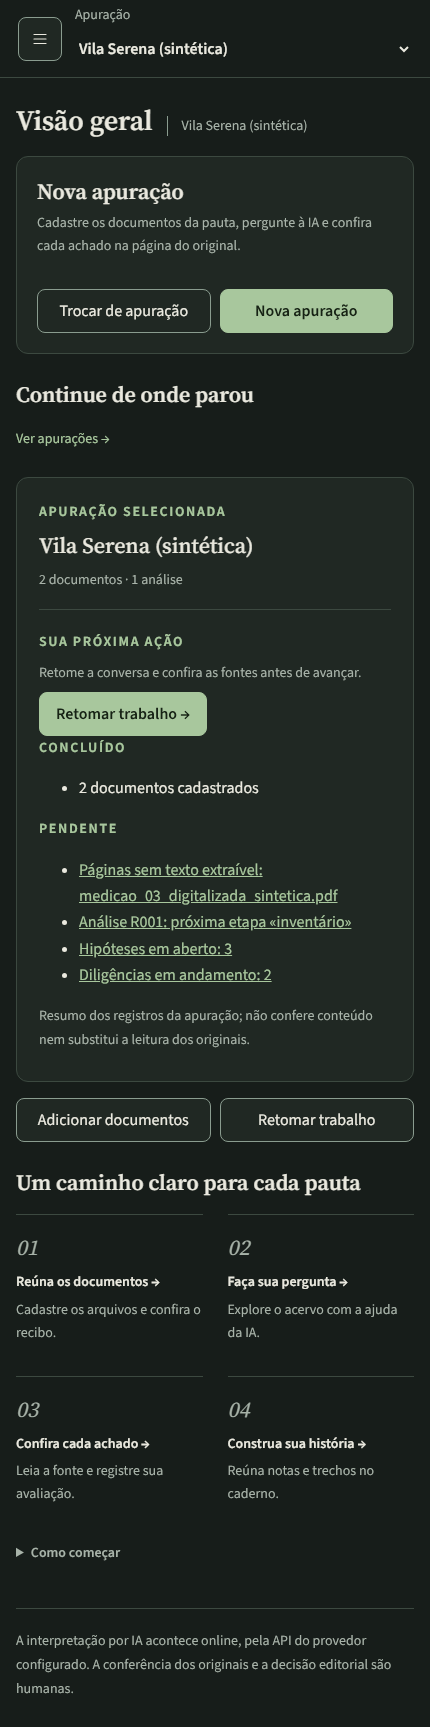 Apuração
Vila Serena (sintética)
Visão geral
Vila Serena (sintética)
Nova apuração
Cadastre os documentos da pauta, pergunte à IA e confira
cada achado na página do original.
Trocar de apuração
Nova apuração
Continue de onde parou
Ver apurações →
APURAÇÃO SELECIONADA
Vila Serena (sintética)
2 documentos · 1 análise
SUA PRÓXIMA AÇÃO
Retome a conversa e confira as fontes antes de avançar.
Retomar trabalho →
CONCLUÍDO
• 2 documentos cadastrados
PENDENTE
• Páginas sem texto extraível:
medicao_03_digitalizada_sintetica.pdf
• Análise R001: próxima etapa «inventário»
• Hipóteses em aberto: 3
• Diligências em andamento: 2
Resumo dos registros da apuração; não confere conteúdo
nem substitui a leitura dos originais.
Adicionar documentos
Retomar trabalho
Um caminho claro para cada pauta
01
Reúna os documentos →
Cadastre os arquivos e confira o
recibo.
02
Faça sua pergunta →
Explore o acervo com a ajuda
da IA.
03
Confira cada achado →
Leia a fonte e registre sua
avaliação.
04
Construa sua história →
Reúna notas e trechos no
caderno.
▶ Como começar
A interpretação por IA acontece online, pela API do provedor
configurado. A conferência dos originais e a decisão editorial são
humanas.